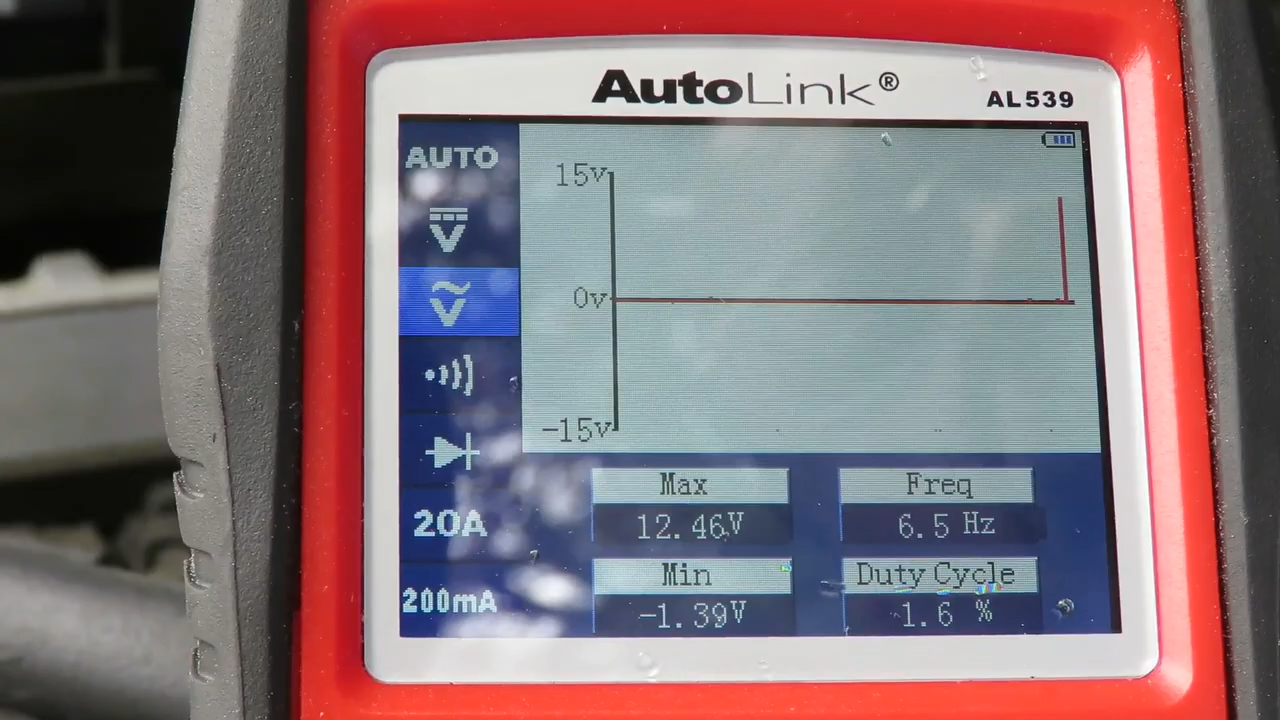 AutoLink®
AL539
AUTO
15v
V
V
0v
-15v
20A
200mA
Max
Freq
12.46V
6.5 Hz
Min
Duty Cycle
-1.39V
1.6 %